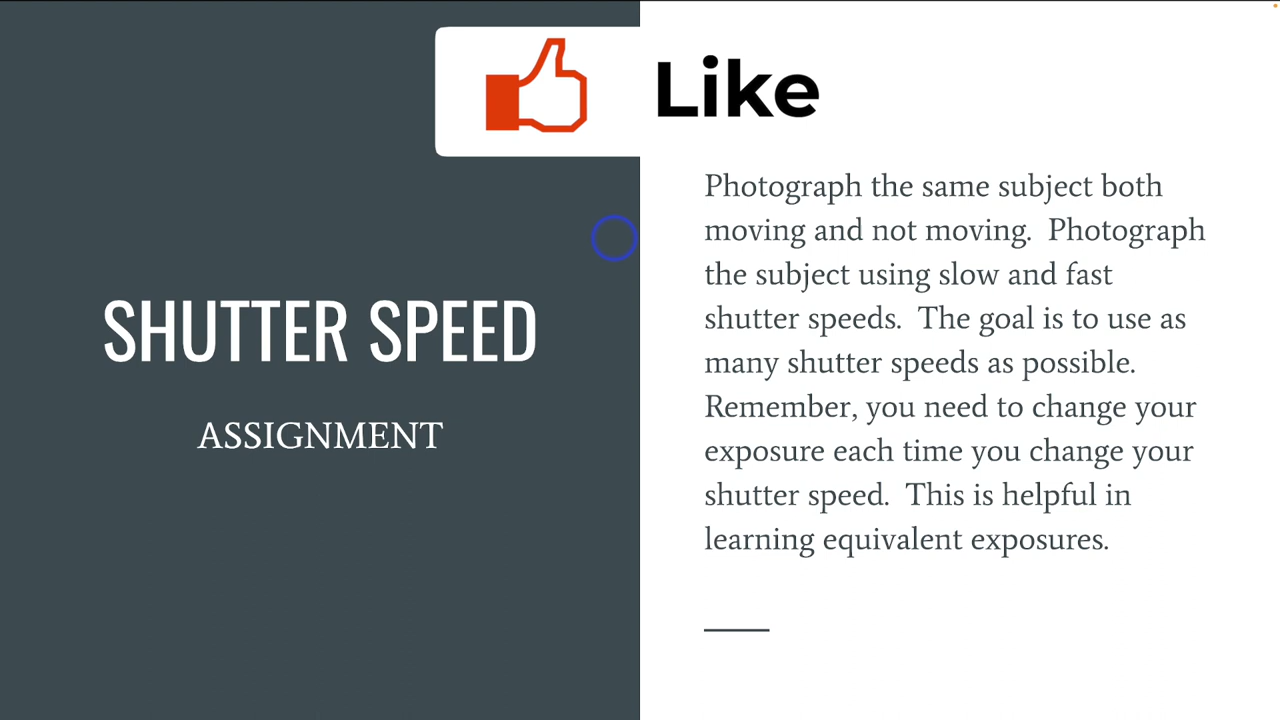 Like
SHUTTER SPEED
ASSIGNMENT
Photograph the same subject both
moving and not moving.  Photograph
the subject using slow and fast
shutter speeds.  The goal is to use as
many shutter speeds as possible.
Remember, you need to change your
exposure each time you change your
shutter speed.  This is helpful in
learning equivalent exposures.